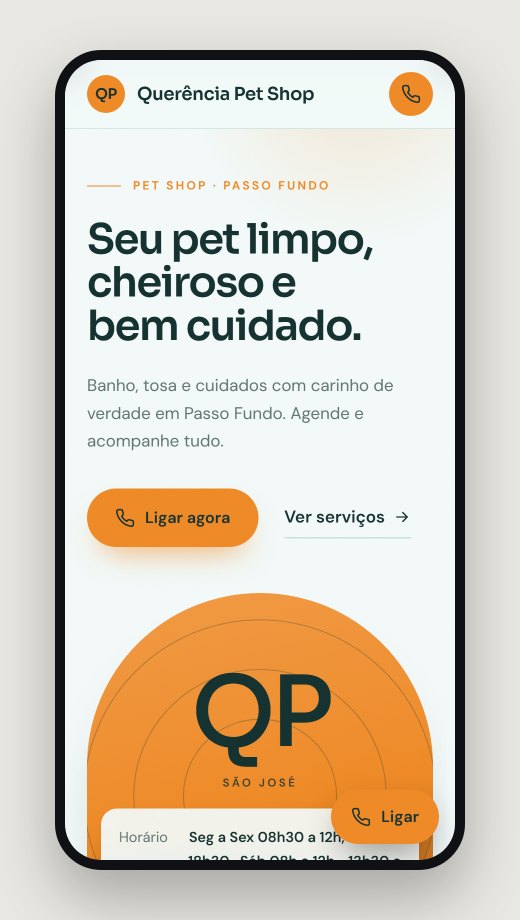 QP Querência Pet Shop
PET SHOP · PASSO FUNDO
Seu pet limpo,
cheiroso e
bem cuidado.
Banho, tosa e cuidados com carinho de
verdade em Passo Fundo. Agende e
acompanhe tudo.
Ligar agora
Ver serviços →
QP
SÃO JOSÉ
Ligar
Horário Seg a Sex 08h30 a 12h,